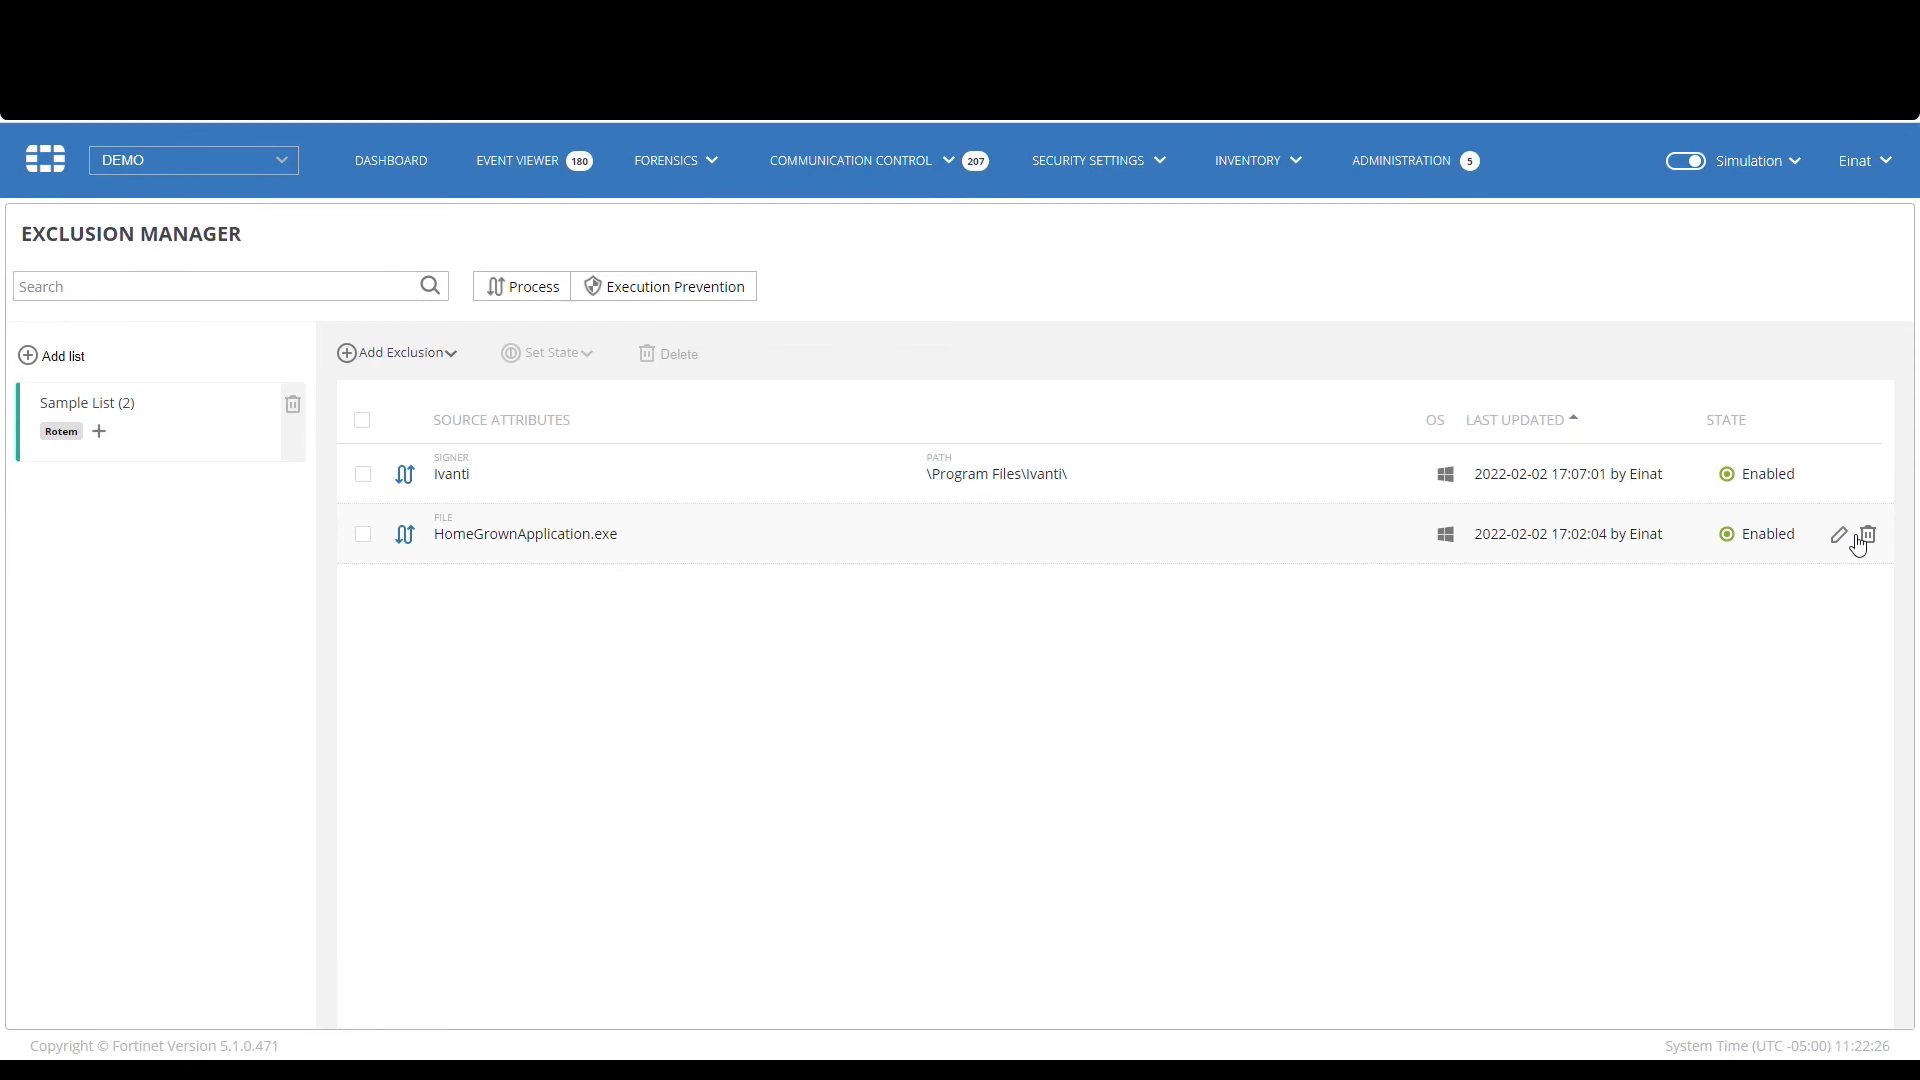 DEMO
DASHBOARD
EVENT VIEWER 180
FORENSICS
COMMUNICATION CONTROL 207
SECURITY SETTINGS
INVENTORY
ADMINISTRATION 5
Simulation
Einat
EXCLUSION MANAGER
Search
Process
Execution Prevention
Add list
Sample List (2)
Rotem
Add Exclusion
Set State
Delete
SOURCE ATTRIBUTES
OS
LAST UPDATED
STATE
SIGNER
Ivanti
PATH
\Program Files\Ivanti\
2022-02-02 17:07:01 by Einat
Enabled
FILE
HomeGrownApplication.exe
2022-02-02 17:02:04 by Einat
Enabled
Copyright © Fortinet Version 5.1.0.471
System Time (UTC -05:00) 11:22:26